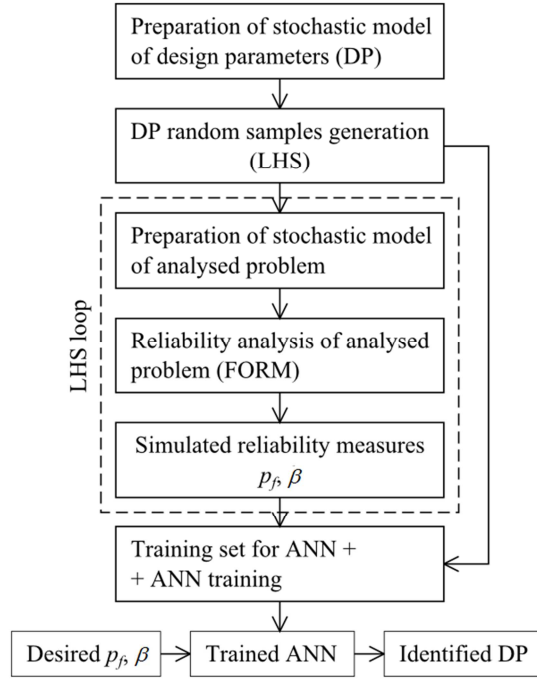 Preparation of stochastic model
of design parameters (DP)
DP random samples generation
(LHS)
LHS loop
Preparation of stochastic model
of analysed problem
Reliability analysis of analysed
problem (FORM)
Simulated reliability measures
pf, β
Training set for ANN +
+ ANN training
Desired pf, β
Trained ANN
Identified DP